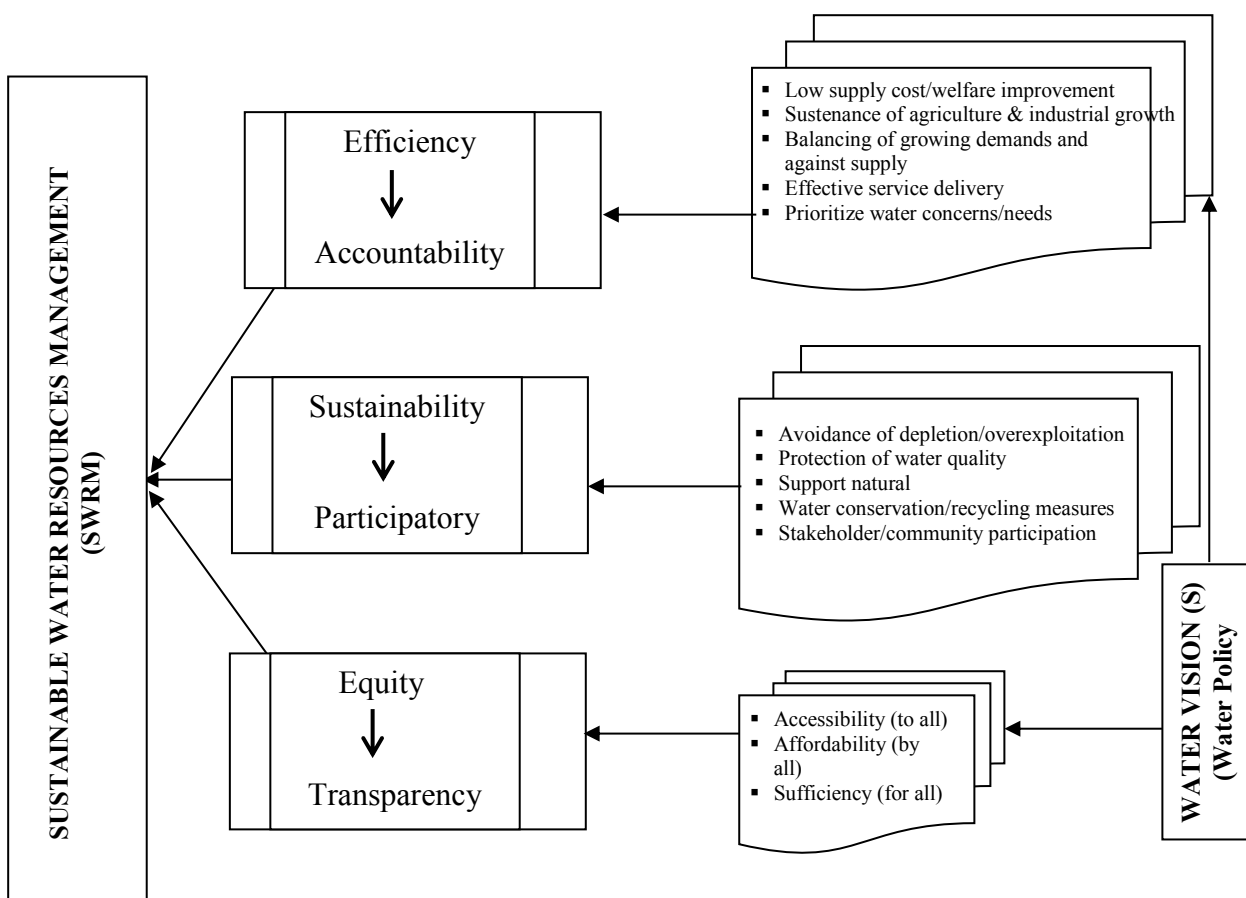 SUSTAINABLE WATER RESOURCES MANAGEMENT
(SWRM)
Efficiency
Accountability
▪ Low supply cost/welfare improvement
▪ Sustenance of agriculture & industrial growth
▪ Balancing of growing demands and
against supply
▪ Effective service delivery
▪ Prioritize water concerns/needs
Sustainability
Participatory
▪ Avoidance of depletion/overexploitation
▪ Protection of water quality
▪ Support natural
▪ Water conservation/recycling measures
▪ Stakeholder/community participation
Equity
Transparency
▪ Accessibility (to all)
▪ Affordability (by
all)
▪ Sufficiency (for all)
WATER VISION (S)
(Water Policy